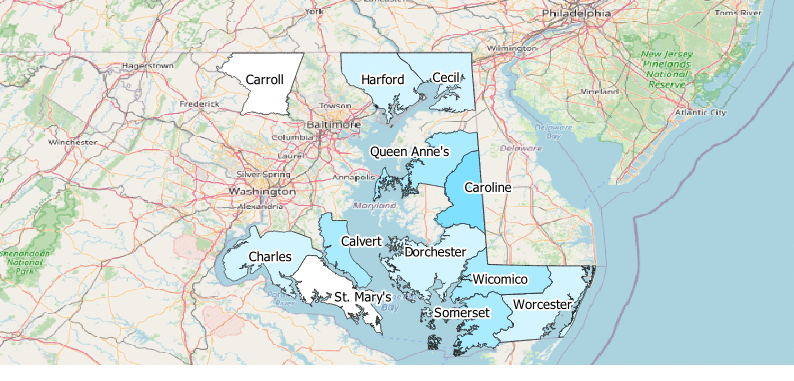 York
Lancaster
Philadelphia
Toms River
Hagerstown
Carroll
Harford
Cecil
Wilmington
New Jersey
Pinelands
National
Reserve
Frederick
Towson
Vineland
Atlantic City
Winchester
Baltimore
Columbia
Laurel
Delaware
Bay
Queen Anne's
Delaware
Silver Spring
Annapolis
Washington
Caroline
Alexandria
Maryland
Shenandoah
National
Park
Charles
Calvert
Dorchester
St. Mary's
Bay
Wicomico
Somerset
Worcester